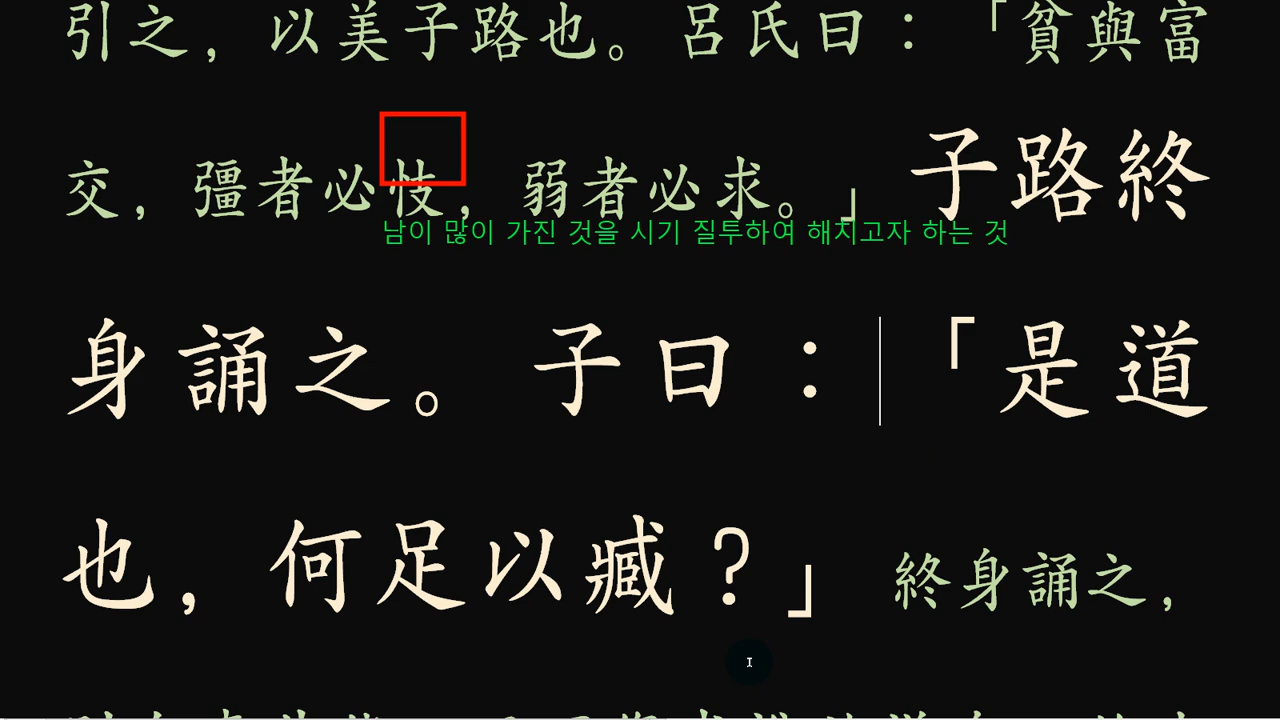 引之，以美子路也。呂氏曰：「貧與富
交，彊者必忮，弱者必求。」子路終
남이 많이 가진 것을 시기 질투하여 해치고자 하는 것
身誦之。子曰：「是道
也，何足以臧？」終身誦之，